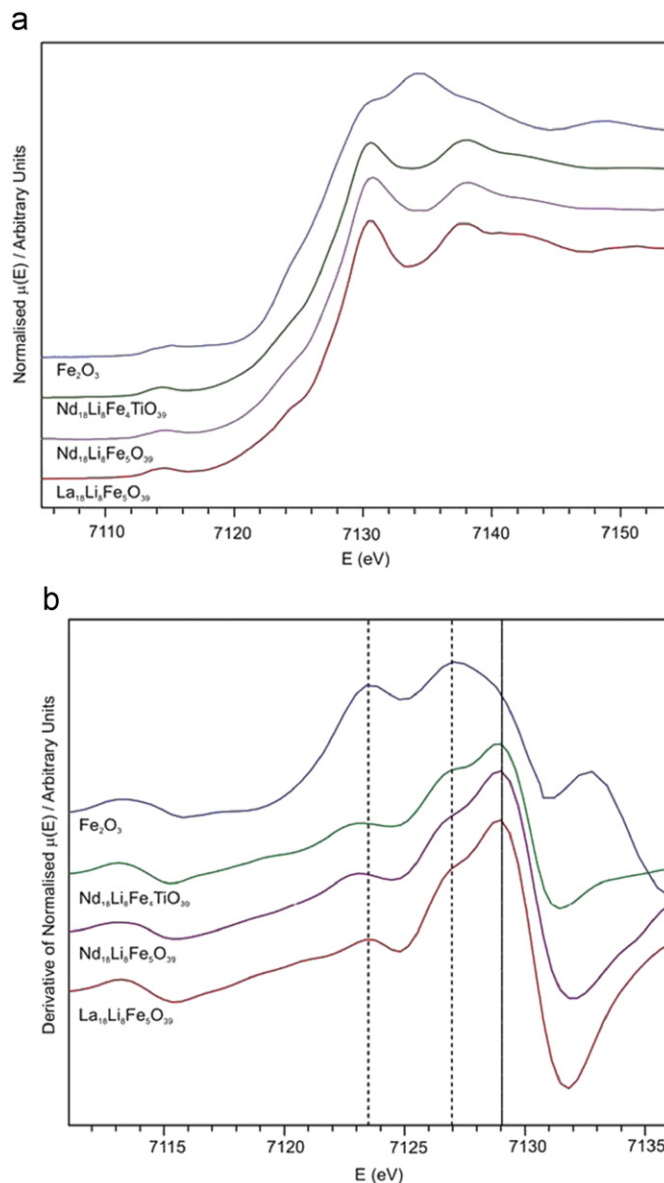 a
Normalised μ(E) / Arbitrary Units
Fe₂O₃
Nd₁₈Li₈Fe₄TiO₃₉
Nd₁₈Li₈Fe₅O₃₉
La₁₈Li₈Fe₅O₃₉
7110 7120 7130 7140 7150
E (eV)
b
Derivative of Normalised μ(E) / Arbitrary Units
Fe₂O₃
Nd₁₈Li₈Fe₄TiO₃₉
Nd₁₈Li₈Fe₅O₃₉
La₁₈Li₈Fe₅O₃₉
7115 7120 7125 7130 7135
E (eV)